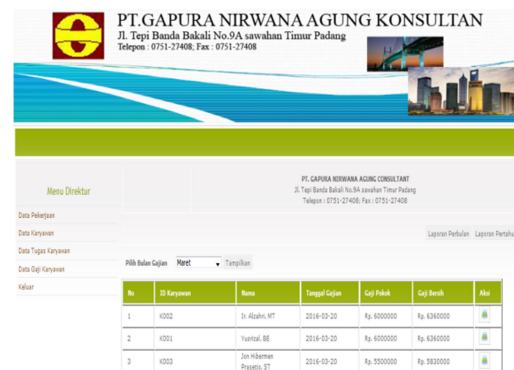 PT.GAPURA NIRWANA AGUNG KONSULTAN
Jl. Tepi Banda Bakali No.9A sawahan Timur Padang
Telepon : 0751-27408; Fax : 0751-27408
PT. GAPURA NIRWANA AGUNG CONSULTANT
Jl. Tepi Banda Bakali No.9A sawahan Timur Padang
Telepon : 0751-27408; Fax : 0751-27408
Menu Direktur
Data Pekerjaan
Data Karyawan
Data Tugas Karyawan
Data Gaji Karyawan
Keluar
Laporan Perbulan Laporan Pertahu
Pilih Bulan Gajian Maret Tampilkan
No ID Karyawan Nama Tanggal Gajian Gaji Pokok Gaji Bersih Aksi
1 K002 Ir. Alzahri, MT 2016-03-20 Rp. 6000000 Rp. 6360000
2 K001 Yusrizal, BE 2016-03-20 Rp. 6000000 Rp. 6360000
3 K003 Jon Hiberman Prasetio, ST 2016-03-20 Rp. 5500000 Rp. 5830000